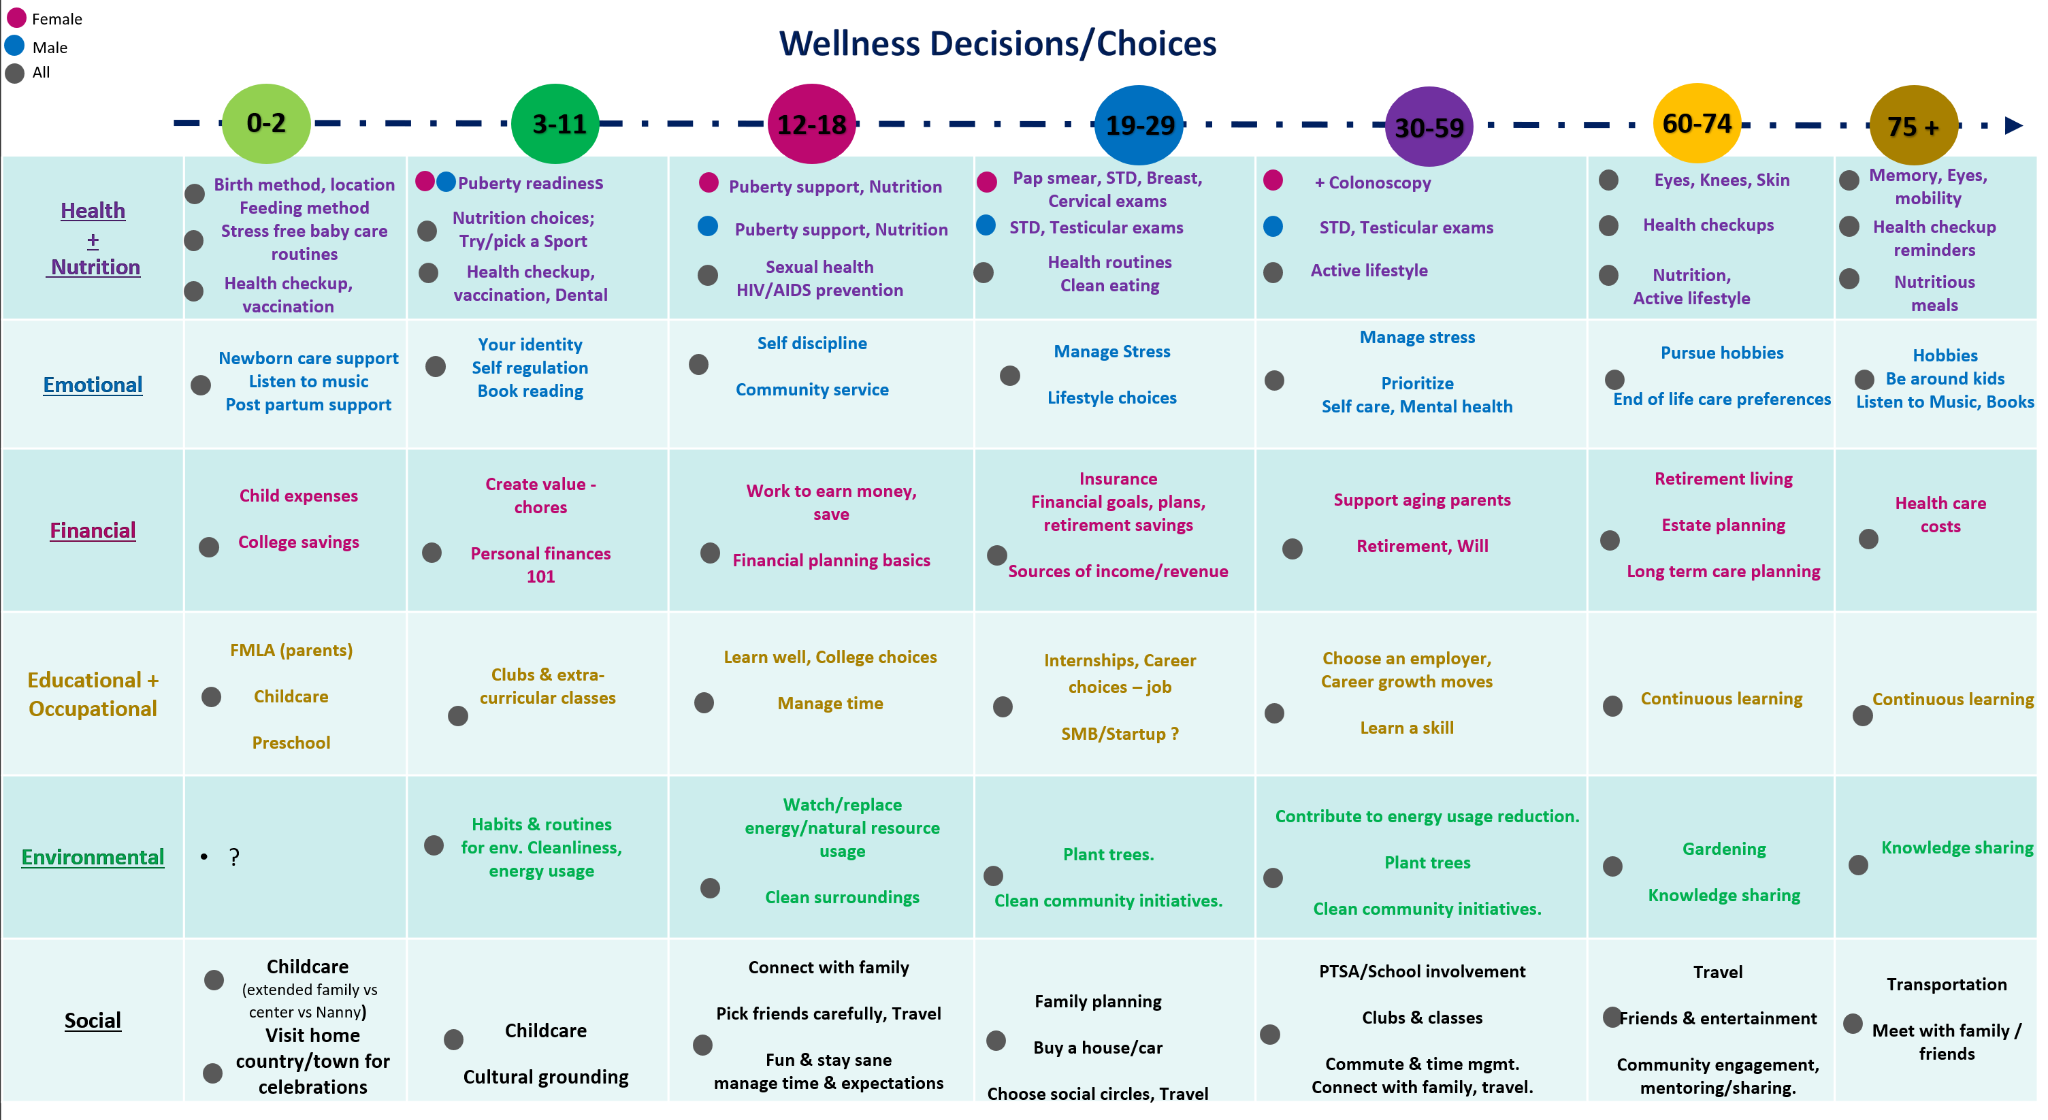 Female
Male
All
Wellness Decisions/Choices
0-2
3-11
12-18
19-29
30-59
60-74
75 +
Health
+
Nutrition
Birth method, location
Feeding method
Stress free baby care
routines
Health checkup,
vaccination
Puberty readiness
Nutrition choices;
Try/pick a Sport
Health checkup,
vaccination, Dental
Puberty support, Nutrition
Puberty support, Nutrition
Sexual health
HIV/AIDS prevention
Pap smear, STD, Breast,
Cervical exams
STD, Testicular exams
Health routines
Clean eating
+ Colonoscopy
STD, Testicular exams
Active lifestyle
Eyes, Knees, Skin
Health checkups
Nutrition,
Active lifestyle
Memory, Eyes,
mobility
Health checkup
reminders
Nutritious
meals
Emotional
Newborn care support
Listen to music
Post partum support
Your identity
Self regulation
Book reading
Self discipline
Community service
Manage Stress
Lifestyle choices
Manage stress
Prioritize
Self care, Mental health
Pursue hobbies
End of life care preferences
Hobbies
Be around kids
Listen to Music, Books
Financial
Child expenses
College savings
Create value -
chores
Personal finances
101
Work to earn money,
save
Financial planning basics
Insurance
Financial goals, plans,
retirement savings
Sources of income/revenue
Support aging parents
Retirement, Will
Retirement living
Estate planning
Long term care planning
Health care
costs
Educational +
Occupational
FMLA (parents)
Childcare
Preschool
Clubs & extra-
curricular classes
Learn well, College choices
Manage time
Internships, Career
choices – job
SMB/Startup ?
Choose an employer,
Career growth moves
Learn a skill
Continuous learning
Continuous learning
Environmental
• ?
Habits & routines
for env. Cleanliness,
energy usage
Watch/replace
energy/natural resource
usage
Clean surroundings
Plant trees.
Clean community initiatives.
Contribute to energy usage reduction.
Plant trees
Clean community initiatives.
Gardening
Knowledge sharing
Knowledge sharing
Social
Childcare
(extended family vs
center vs Nanny)
Visit home
country/town for
celebrations
Childcare
Cultural grounding
Connect with family
Pick friends carefully, Travel
Fun & stay sane
manage time & expectations
Family planning
Buy a house/car
Choose social circles, Travel
PTSA/School involvement
Clubs & classes
Commute & time mgmt.
Connect with family, travel.
Travel
Friends & entertainment
Community engagement,
mentoring/sharing.
Transportation
Meet with family /
friends